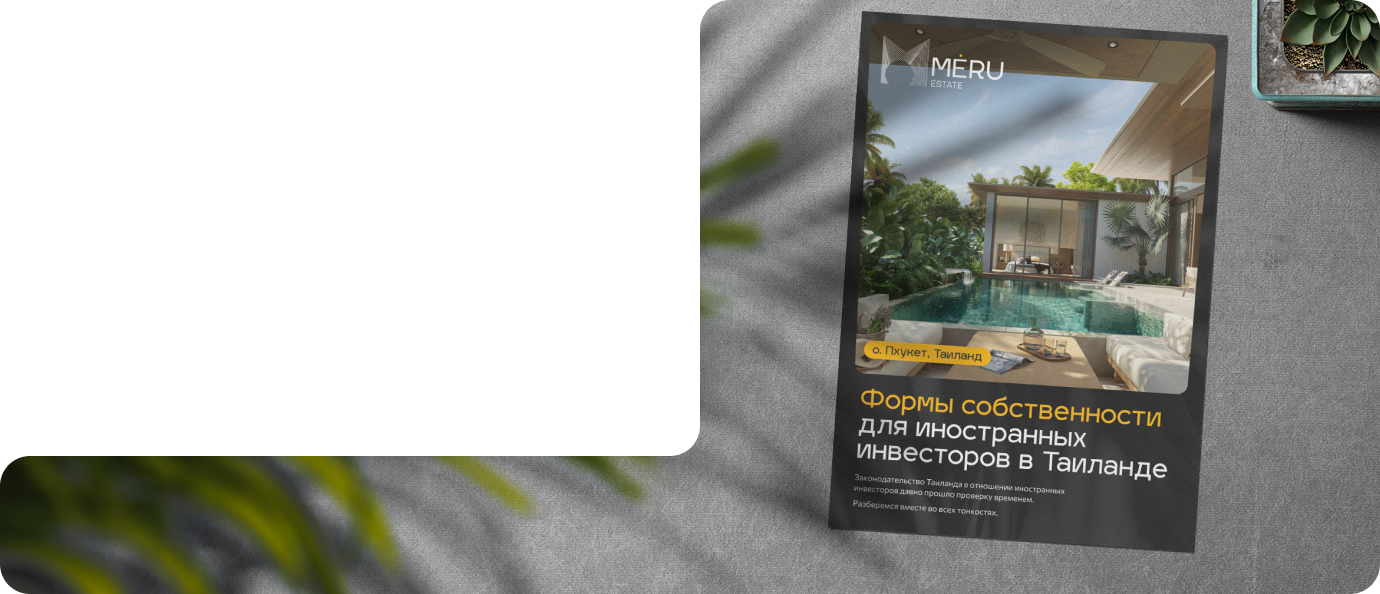 MĖRU
ESTATE
о. Пхукет, Таиланд
Формы собственности
для иностранных
инвесторов в Таиланде
Законодательство Таиланда в отношении иностранных
инвесторов давно прошло проверку временем.
Разберемся вместе во всех тонкостях.